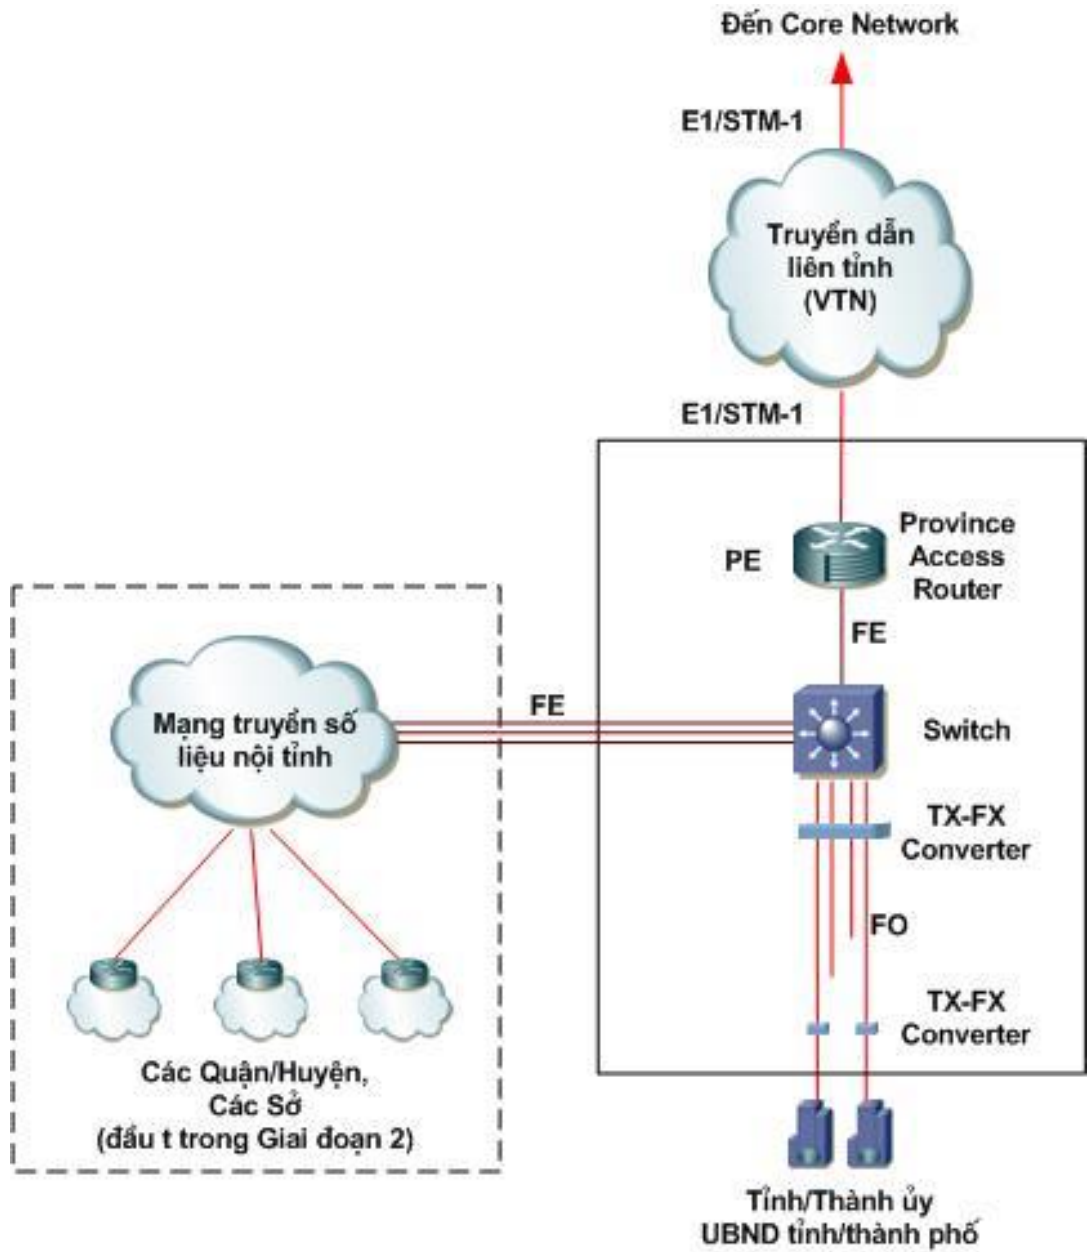 Đến Core Network
E1/STM-1
Truyển dẫn
liên tỉnh
(VTN)
E1/STM-1
PE
Province
Access
Router
FE
Mạng truyển số
liệu nội tỉnh
FE
Switch
TX-FX
Converter
FO
TX-FX
Converter
Các Quận/Huyện,
Các Sở
(đầu t trong Giai đoạn 2)
Tỉnh/Thành ủy
UBND tỉnh/thành phố